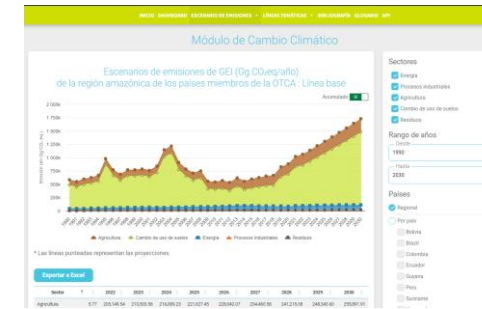 INICIO DASHBOARD ESCENARIO DE EMISIONES LÍNEAS TEMÁTICAS BIBLIOGRAFÍA GLOSARIO API
Módulo de Cambio Climático
Escenarios de emisiones de GEI (Gg CO₂eq/año)
de la región amazónica de los países miembros de la OTCA : Línea base
Acumulado
2 000k
1 750k
1 500k
1 250k
1 000k
750k
500k
250k
0
Agricultura Cambio de uso de suelos Energía Procesos industriales Residuos
* Las líneas punteadas representan las proyecciones.
Exportar a Excel
Sector 2022 2023 2024 2025 2026 2027 2028 2029 2030
Agricultura
Sectores
Energía
Procesos industriales
Agricultura
Cambio de uso de suelos
Residuos
Rango de años
Desde
1990
Hasta
2030
Países
Regional
Por país
Bolivia
Brazil
Colombia
Ecuador
Guyana
Peru
Suriname